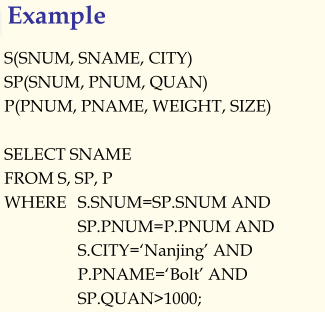 Example
S(SNUM, SNAME, CITY)
SP(SNUM, PNUM, QUAN)
P(PNUM, PNAME, WEIGHT, SIZE)
SELECT SNAME
FROM S, SP, P
WHERE S.SNUM=SP.SNUM AND
SP.PNUM=P.PNUM AND
S.CITY=‘Nanjing’ AND
P.PNAME=‘Bolt’ AND
SP.QUAN>1000;